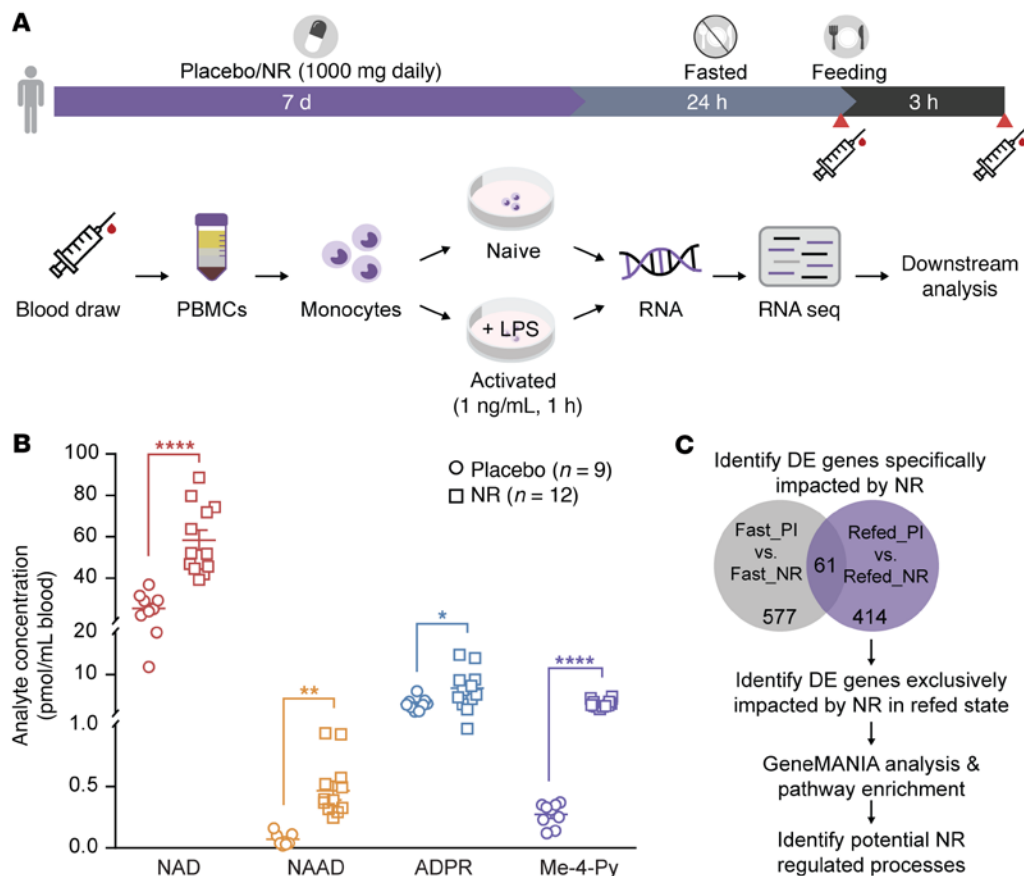 A
Placebo/NR (1000 mg daily)
Fasted
Feeding
7 d
24 h
3 h
Blood draw
PBMCs
Monocytes
Naive
+ LPS
Activated
(1 ng/mL, 1 h)
RNA
RNA seq
Downstream
analysis
B
Analyte concentration
(pmol/mL blood)
100
80
60
40
20
10
1.0
0.5
0.0
****
**
*
****
Placebo (n = 9)
NR (n = 12)
NAD
NAAD
ADPR
Me-4-Py
C
Identify DE genes specifically
impacted by NR
Fast_PI
vs.
Fast_NR
577
61
Refed_PI
vs.
Refed_NR
414
Identify DE genes exclusively
impacted by NR in refed state
GeneMANIA analysis &
pathway enrichment
Identify potential NR
regulated processes